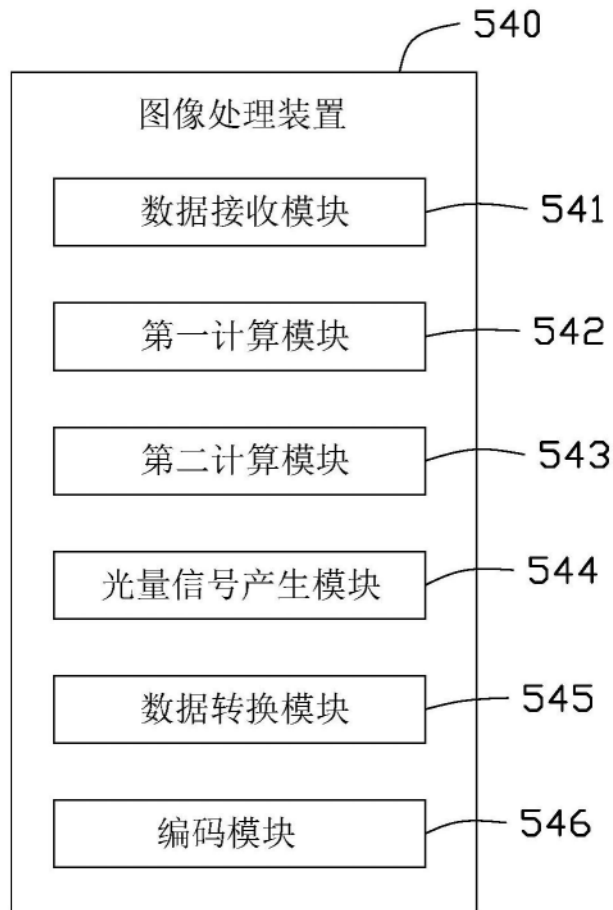 540
图像处理装置
数据接收模块
541
第一计算模块
542
第二计算模块
543
光量信号产生模块
544
数据转换模块
545
编码模块
546